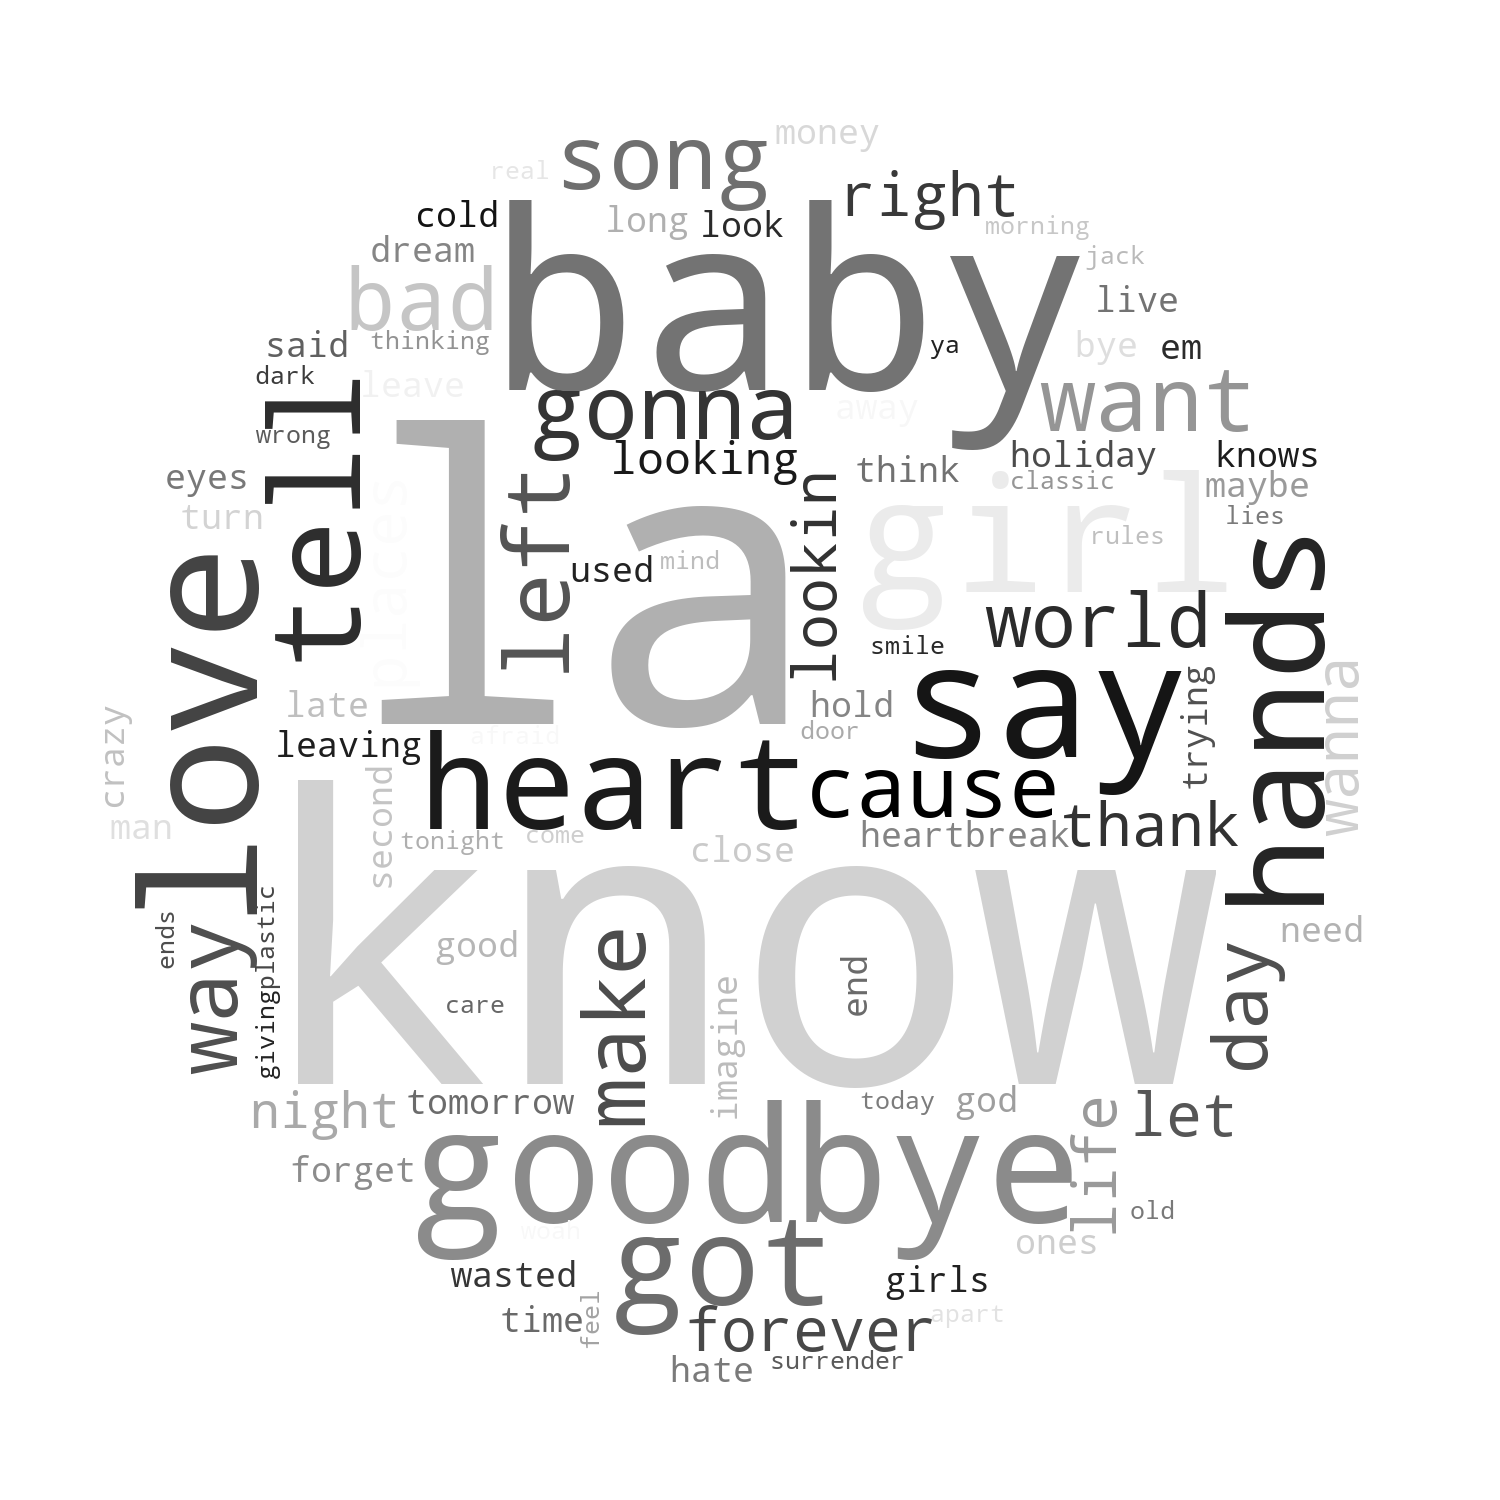 money
song
real
right
cold
long
look
baby
morning
dream
jack
bad
live
said
thinking
ya
bye
em
dark
leave
want
tell
gonna
away
wrong
la
looking
think
holiday
knows
eyes
left
lookin
girl
classic
maybe
turn
places
lies
used
mind
rules
love
hands
world
smile
say
late
hold
trying
wanna
leaving
afraid
door
crazy
heart
cause
second
man
tonight
come
close
heartbreak
thank
know
ends
plastic
way
giving
good
make
end
day
need
care
imagine
night
tomorrow
today
god
life
let
goodbye
forget
old
woah
got
ones
wasted
girls
time
feel
forever
apart
hate
surrender